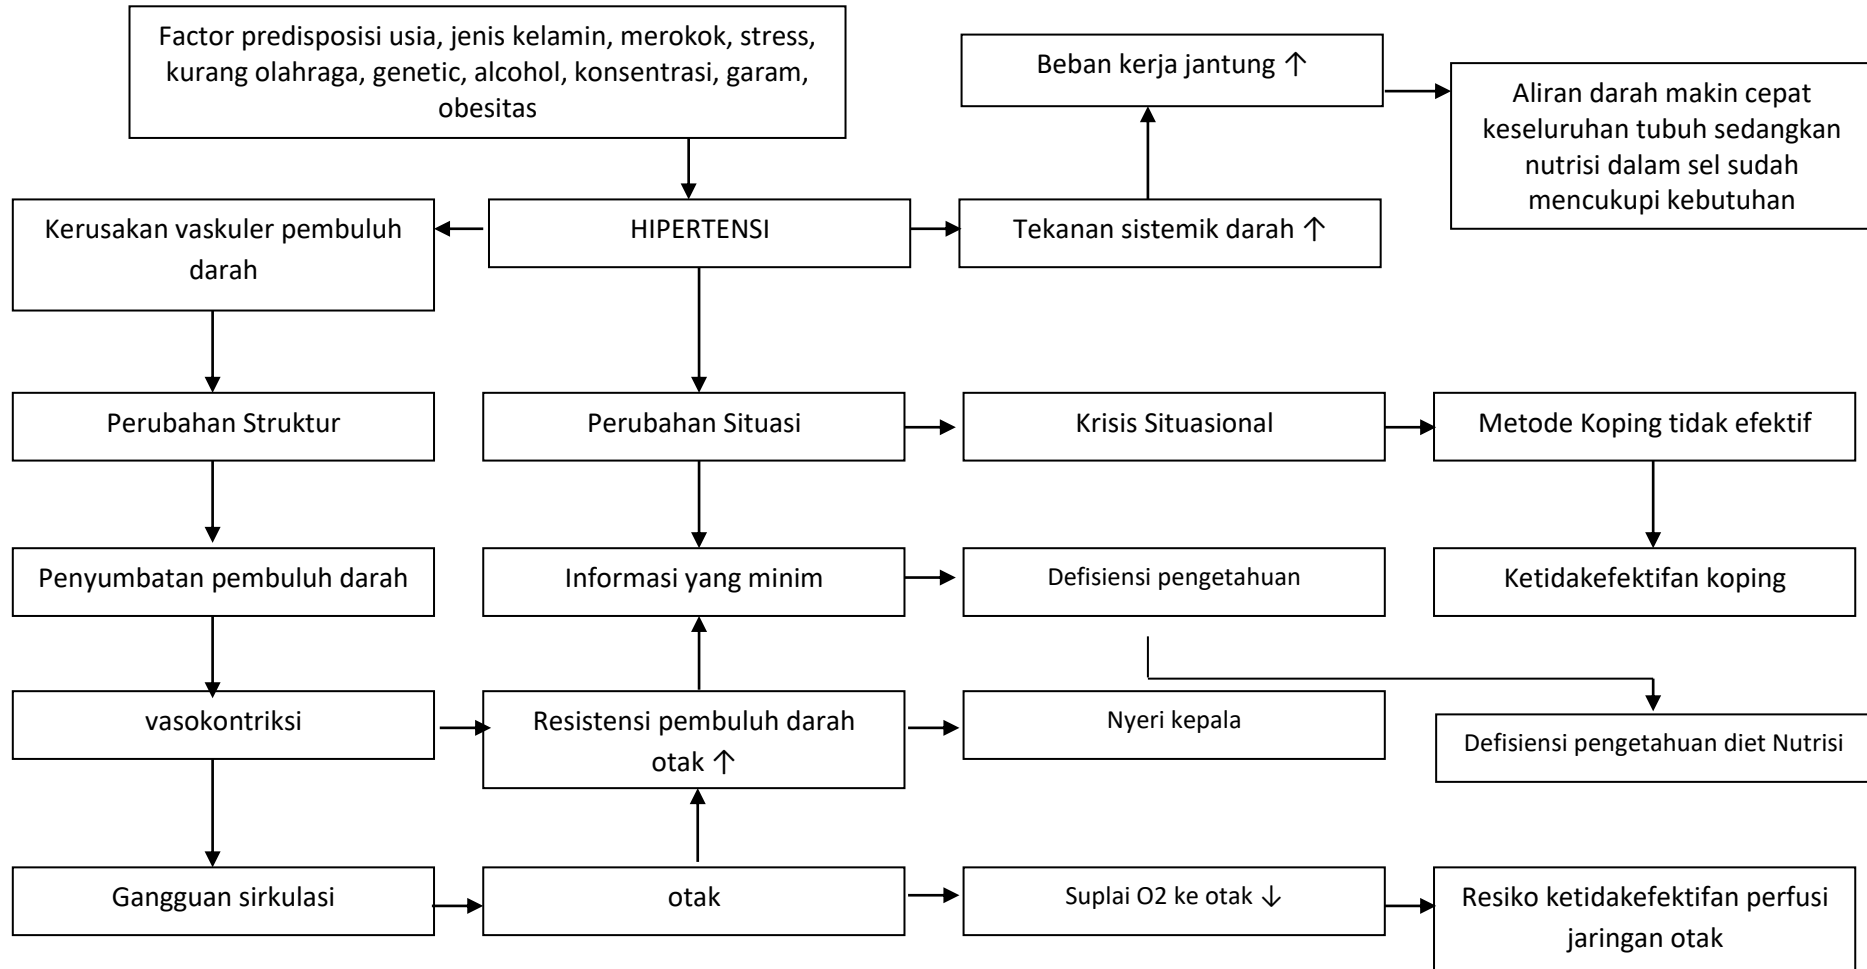 Factor predisposisi usia, jenis kelamin, merokok, stress,
kurang olahraga, genetic, alcohol, konsentrasi, garam,
obesitas
Beban kerja jantung ↑
Aliran darah makin cepat
keseluruhan tubuh sedangkan
nutrisi dalam sel sudah
mencukupi kebutuhan
Kerusakan vaskuler pembuluh
darah
HIPERTENSI
Tekanan sistemik darah ↑
Perubahan Struktur
Perubahan Situasi
Krisis Situasional
Metode Koping tidak efektif
Penyumbatan pembuluh darah
Informasi yang minim
Defisiensi pengetahuan
Ketidakefektifan koping
vasokontriksi
Resistensi pembuluh darah
otak ↑
Nyeri kepala
Defisiensi pengetahuan diet Nutrisi
Gangguan sirkulasi
otak
Suplai O2 ke otak ↓
Resiko ketidakefektifan perfusi
jaringan otak